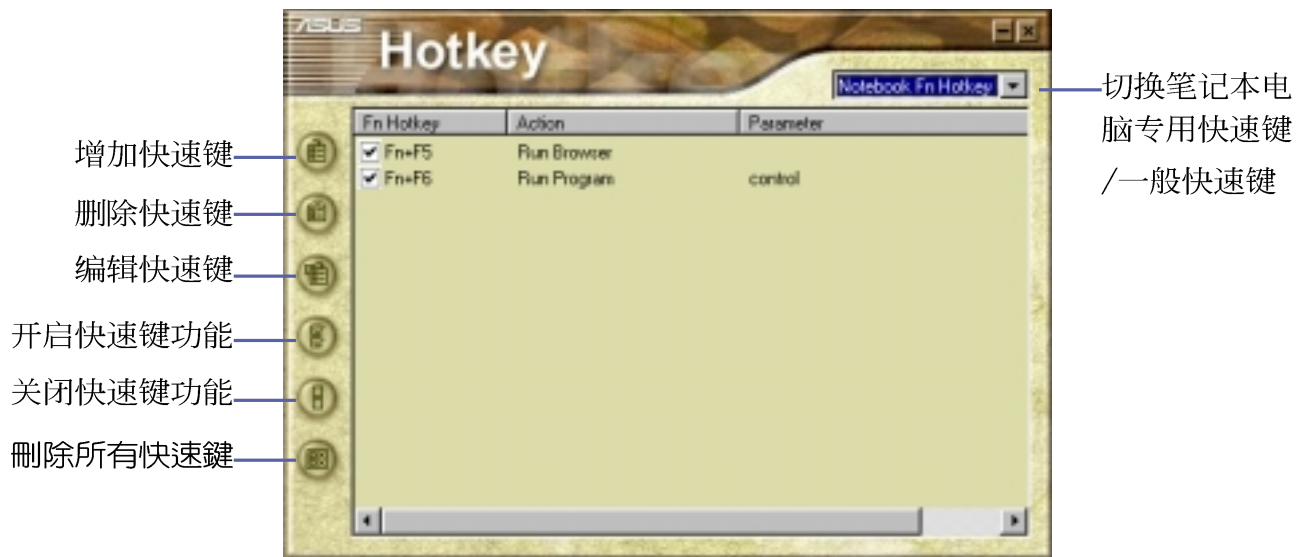 ASUS
Hotkey
Notebook Fn Hotkey
切换笔记本电
脑专用快速键
/一般快速键
Fn Hotkey Action Parameter
Fn+F5 Run Browser
Fn+F6 Run Program control
增加快速键
删除快速键
编辑快速键
开启快速键功能
关闭快速键功能
刪除所有快速鍵